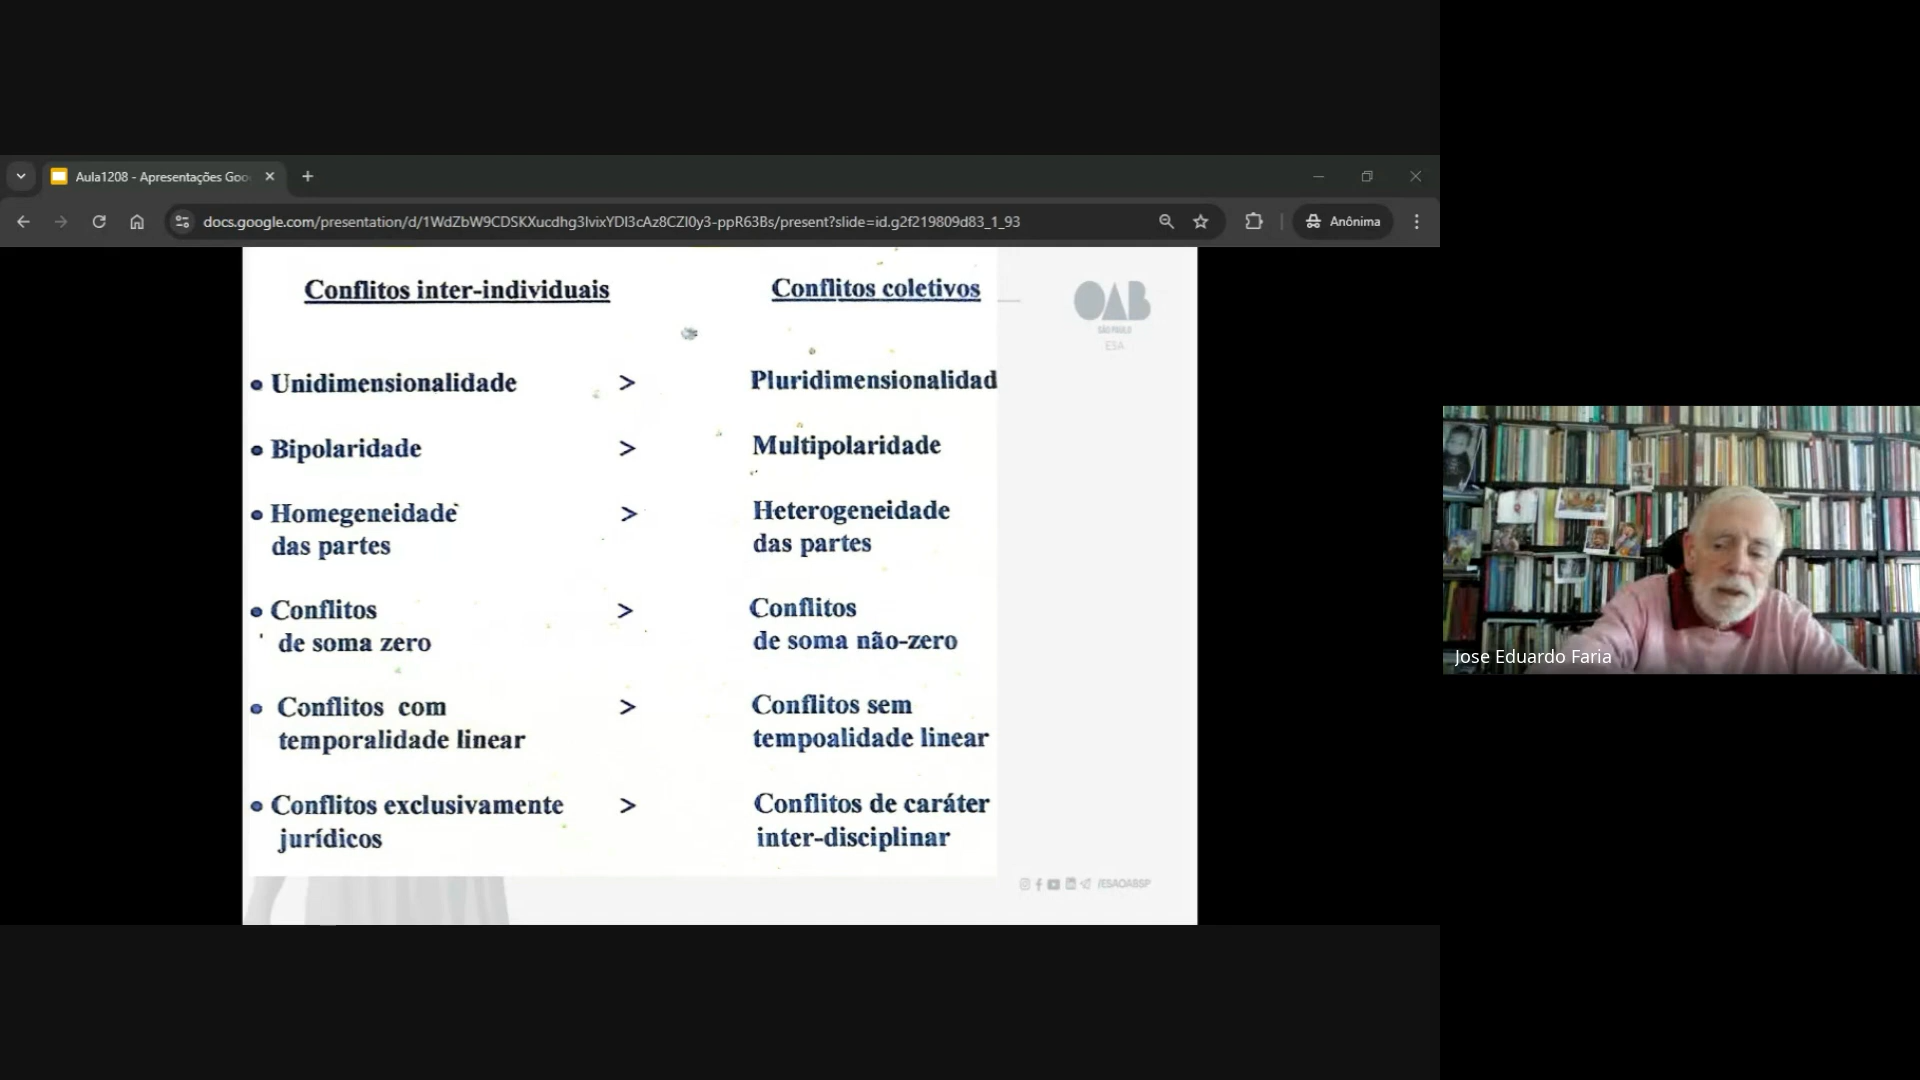 Aula1208 - Apresentações Goo
docs.google.com/presentation/d/1WdZbW9CDSKXucdhg3lvixYDl3cAz8CZl0y3-ppR63Bs/present?slide=id.g2f219809d83_1_93
Anônima
Conflitos inter-individuais
Conflitos coletivos
OAB
SÃO PAULO
ESA
• Unidimensionalidade > Pluridimensionalidad
• Bipolaridade > Multipolaridade
• Homegeneidade > Heterogeneidade
das partes das partes
• Conflitos > Conflitos
de soma zero de soma não-zero
• Conflitos com > Conflitos sem
temporalidade linear tempoalidade linear
• Conflitos exclusivamente > Conflitos de caráter
jurídicos inter-disciplinar
/ESAOABSP
Jose Eduardo Faria